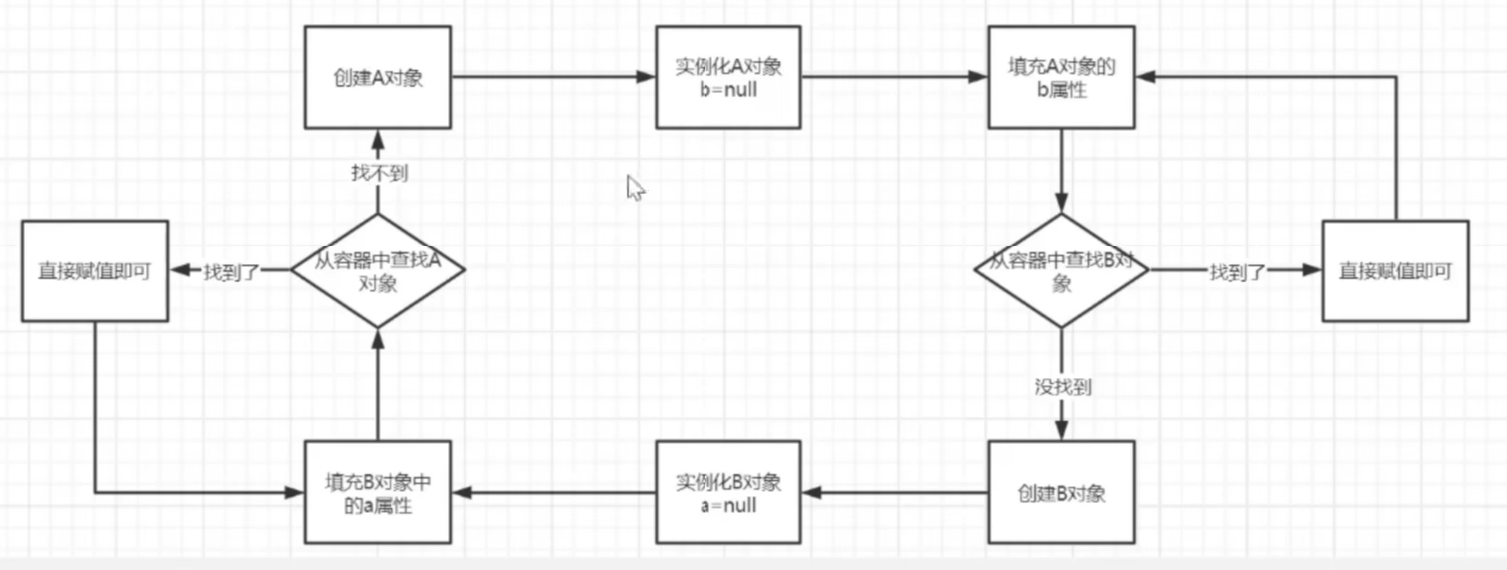 创建A对象
实例化A对象
b=null
填充A对象的
b属性
找不到
直接赋值即可
找到了
从容器中查找A
对象
从容器中查找B对
象
找到了
直接赋值即可
没找到
填充B对象中
的a属性
实例化B对象
a=null
创建B对象